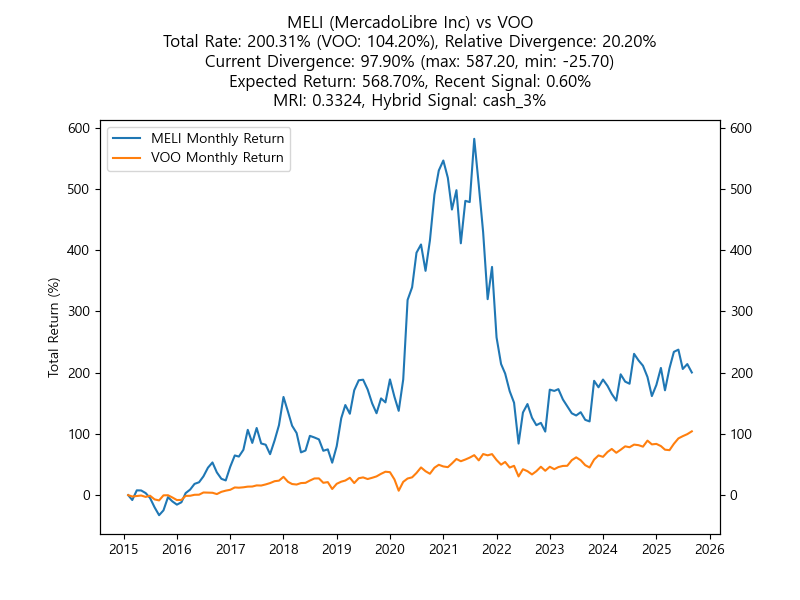 MELI (MercadoLibre Inc) vs VOO
Total Rate: 200.31% (VOO: 104.20%), Relative Divergence: 20.20%
Current Divergence: 97.90% (max: 587.20, min: -25.70)
Expected Return: 568.70%, Recent Signal: 0.60%
MRI: 0.3324, Hybrid Signal: cash_3%
MELI Monthly Return
VOO Monthly Return
Total Return (%)
600
500
400
300
200
100
0
600
500
400
300
200
100
0
2015 2016 2017 2018 2019 2020 2021 2022 2023 2024 2025 2026